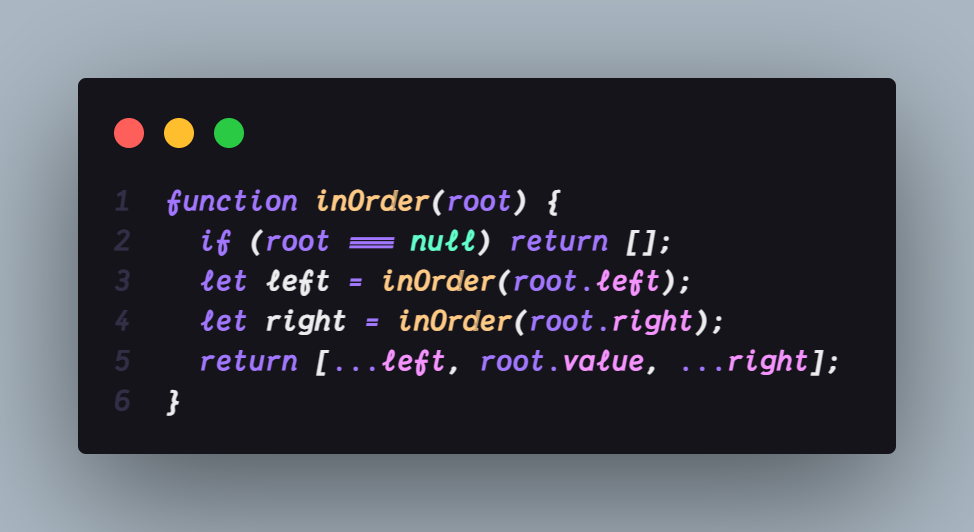 1 function inOrder(root) {
2   if (root === null) return [];
3   let left = inOrder(root.left);
4   let right = inOrder(root.right);
5   return [...left, root.value, ...right];
6 }